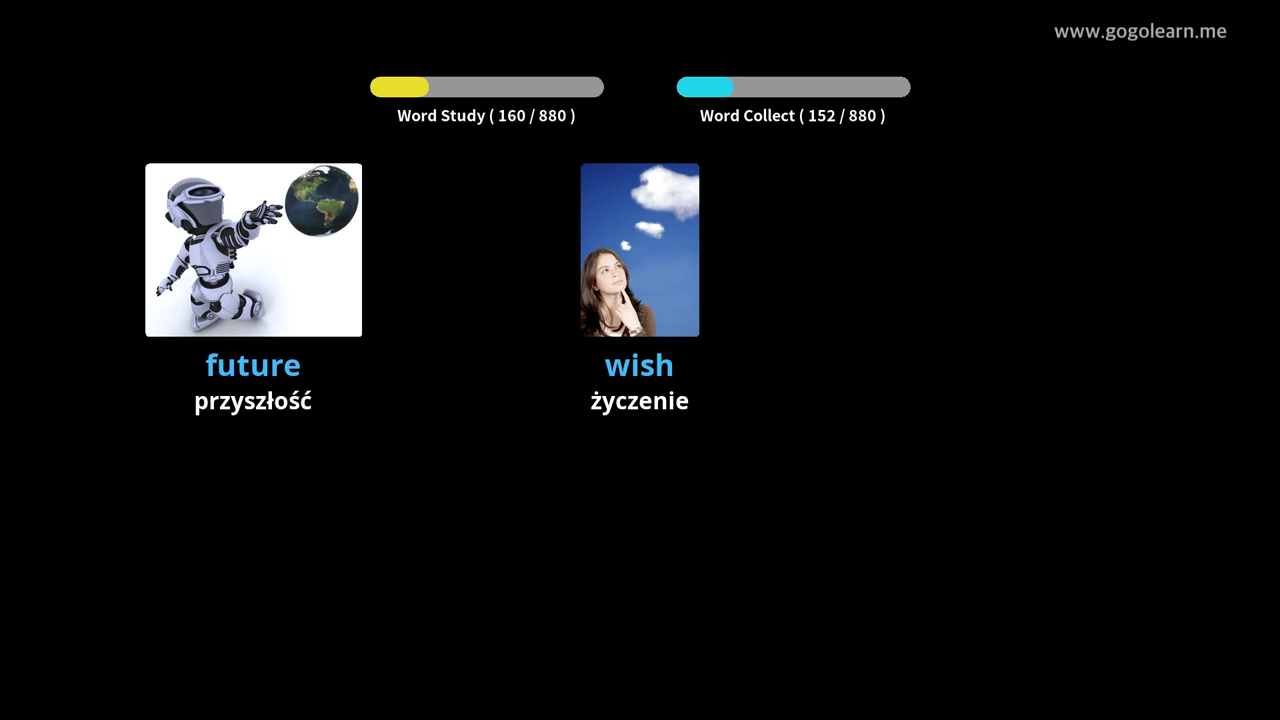 www.gogolearn.me
Word Study ( 160 / 880 )
Word Collect ( 152 / 880 )
future
przyszłość
wish
życzenie